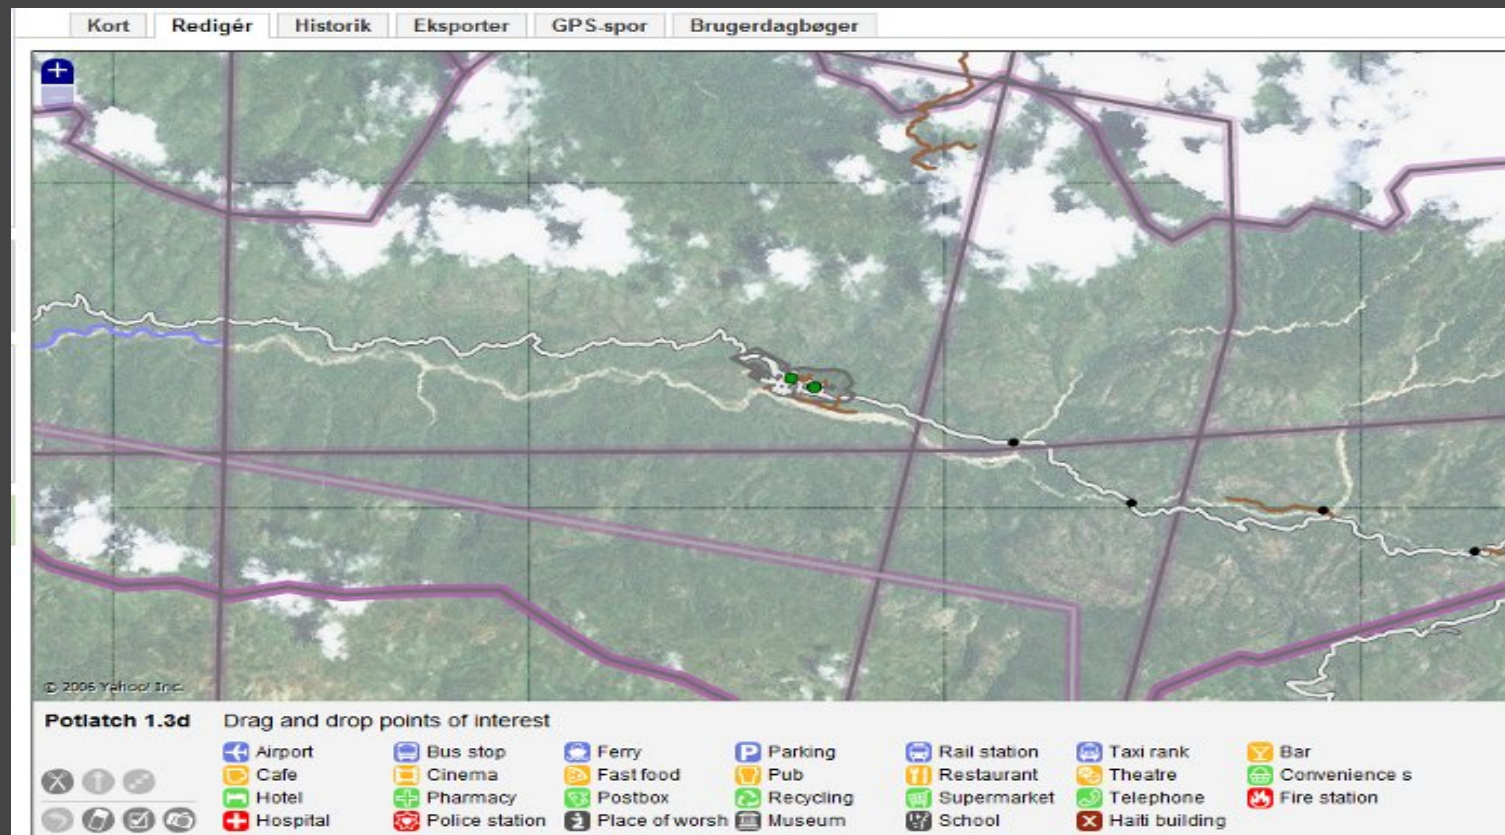 Kort Redigér Historik Eksporter GPS-spor Brugerdagbøger
+
© 2006 Yahoo! Inc.
Potlatch 1.3d Drag and drop points of interest
Airport Bus stop Ferry Parking Rail station Taxi rank Bar
Cafe Cinema Fast food Pub Restaurant Theatre Convenience s
Hotel Pharmacy Postbox Recycling Supermarket Telephone Fire station
Hospital Police station Place of worsh Museum School Haiti building